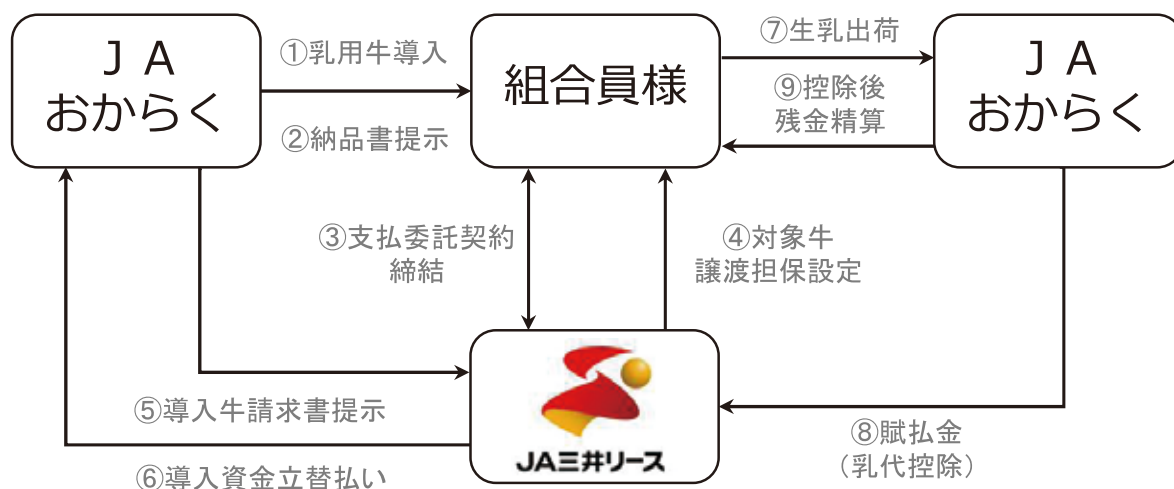 JA
おからく
①乳用牛導入
②納品書提示
組合員様
⑦生乳出荷
⑨控除後
残金精算
JA
おからく
③支払委託契約
締結
④対象牛
譲渡担保設定
⑤導入牛請求書提示
⑥導入資金立替払い
JA三井リース
⑧賦払金
（乳代控除）